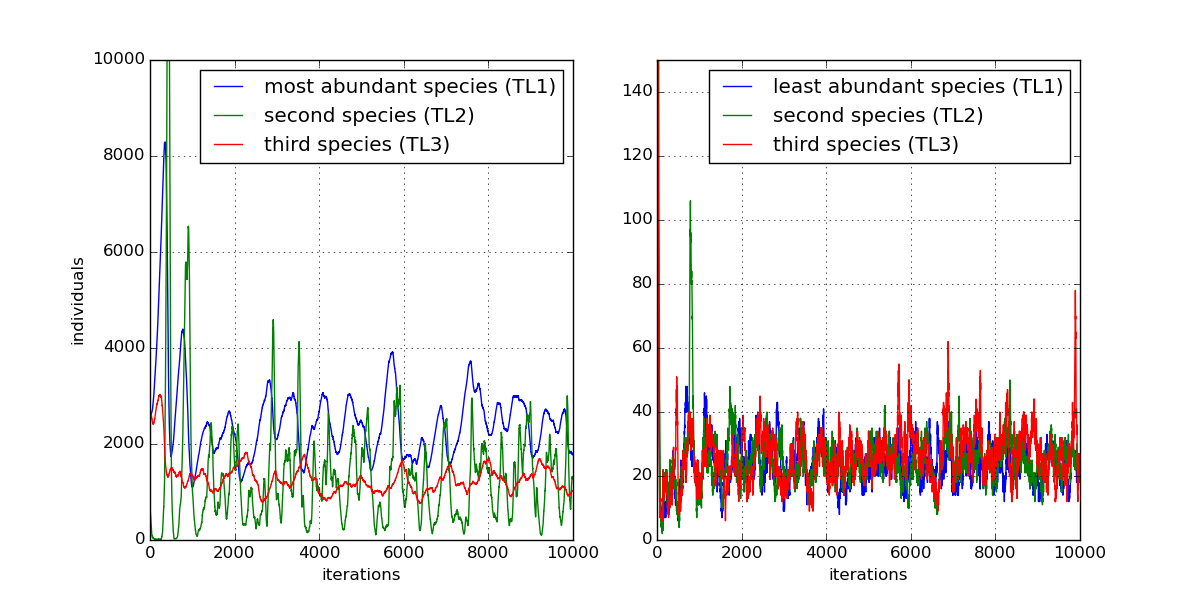 10000
8000
6000
4000
2000
0
individuals
most abundant species (TL1)
second species (TL2)
third species (TL3)
0 2000 4000 6000 8000 10000
iterations
140
120
100
80
60
40
20
0
least abundant species (TL1)
second species (TL2)
third species (TL3)
0 2000 4000 6000 8000 10000
iterations